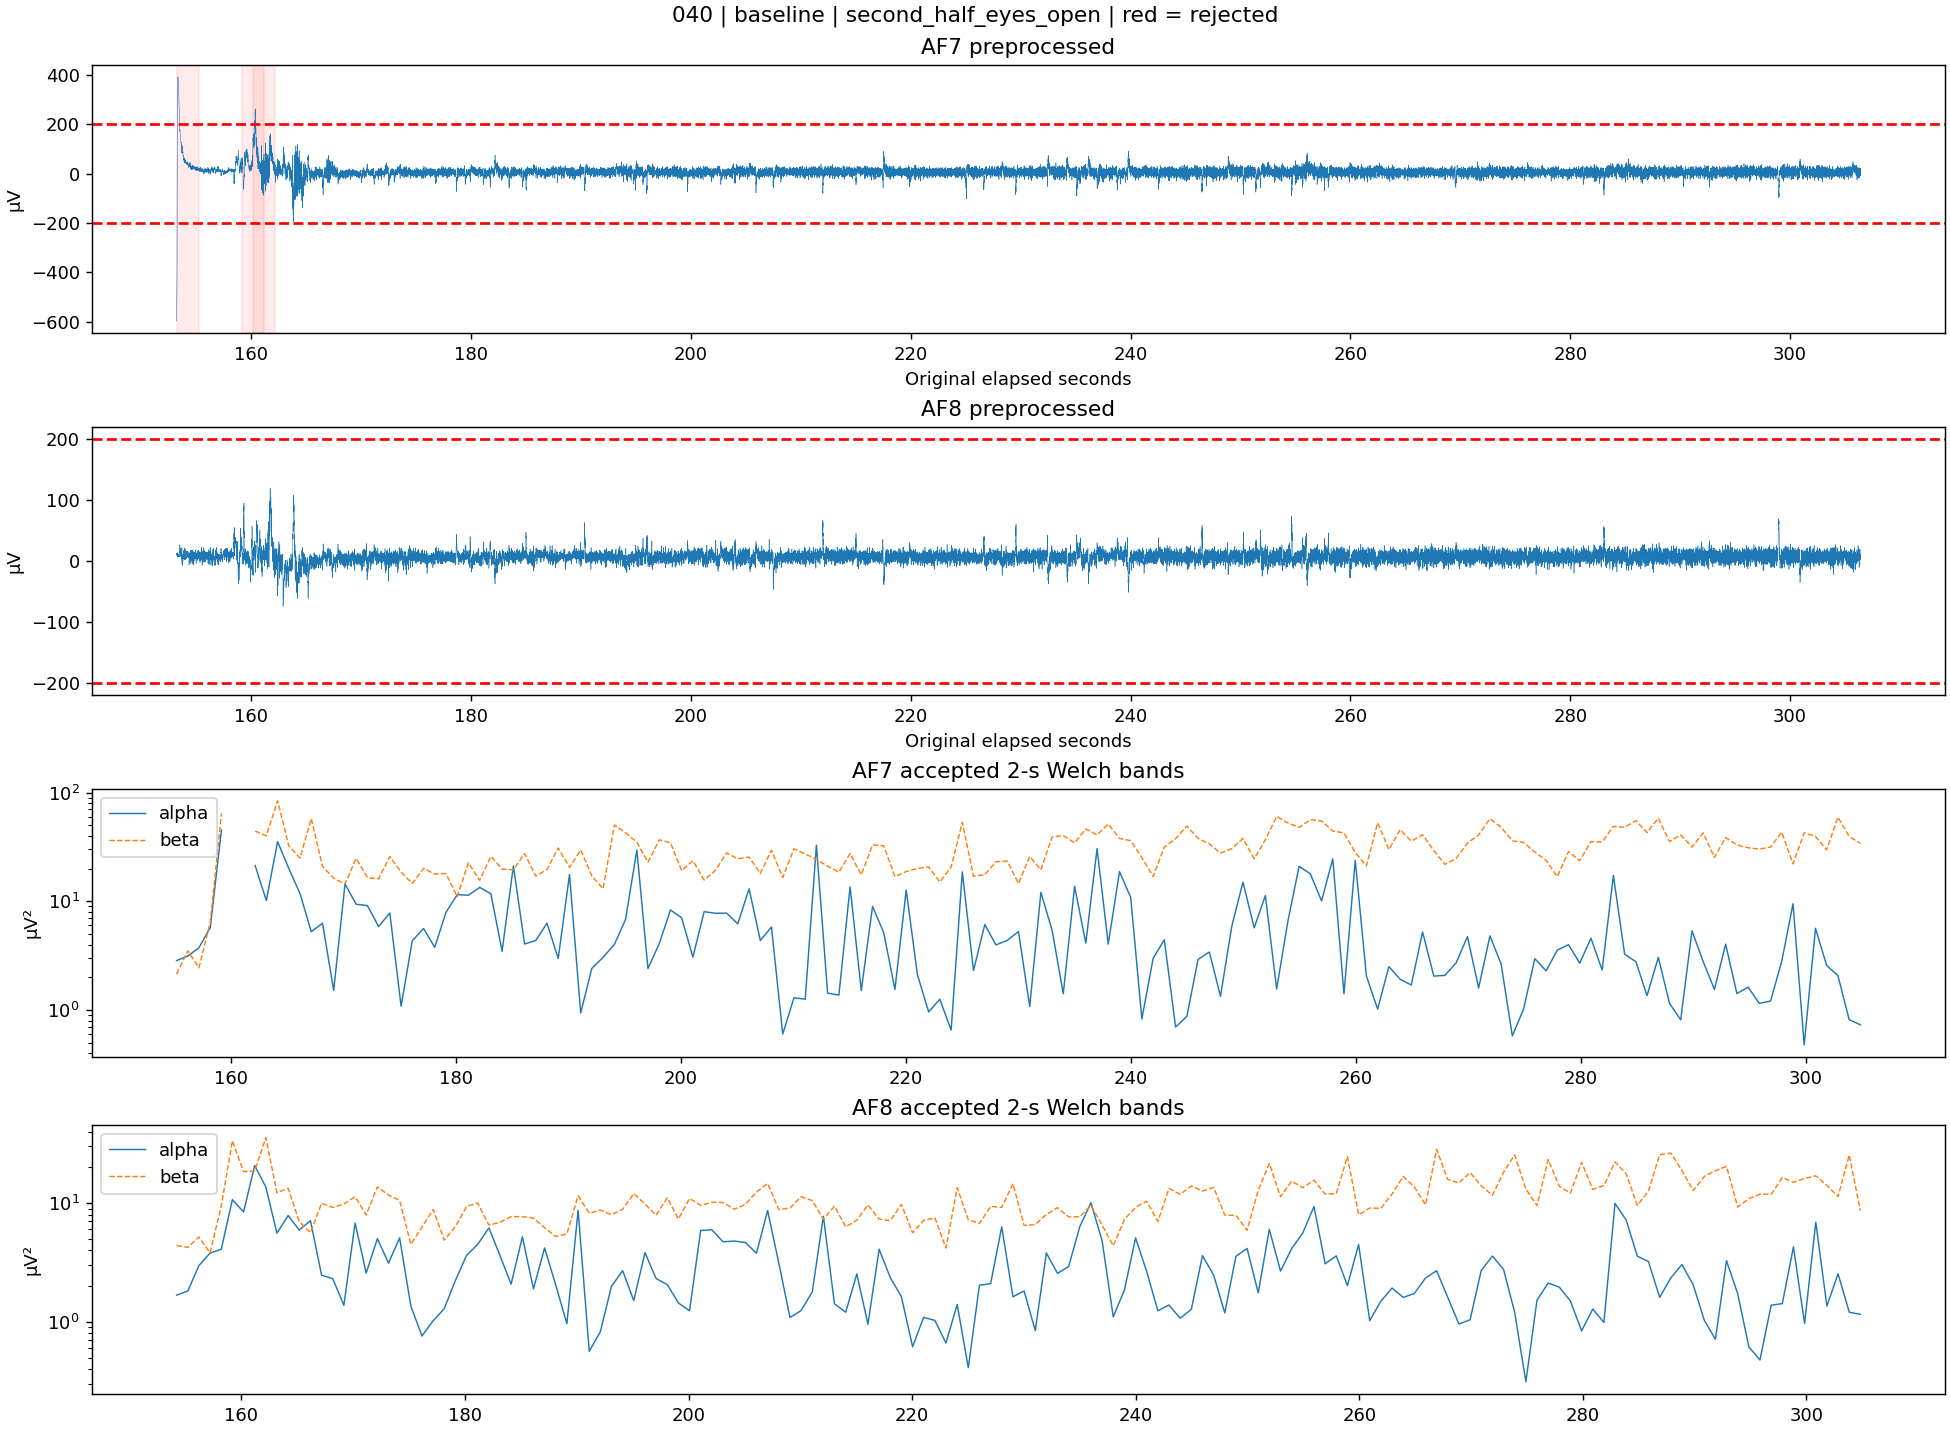 040 | baseline | second_half_eyes_open | red = rejected
AF7 preprocessed
400
200
0
−200
−400
−600
µV
160 180 200 220 240 260 280 300
Original elapsed seconds
AF8 preprocessed
200
100
0
−100
−200
µV
160 180 200 220 240 260 280 300
Original elapsed seconds
AF7 accepted 2-s Welch bands
alpha
beta
10²
10¹
10⁰
µV²
160 180 200 220 240 260 280 300
AF8 accepted 2-s Welch bands
alpha
beta
10¹
10⁰
µV²
160 180 200 220 240 260 280 300